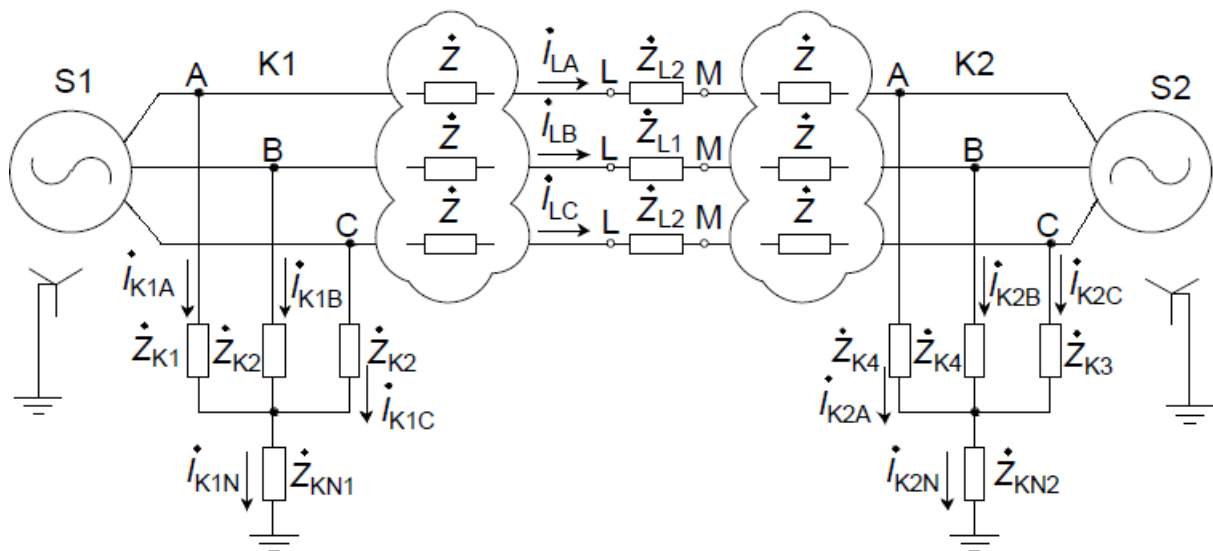 S1
K1
A
B
C
Ż
Ż
Ż
İLA
İLB
İLC
L
L
L
ŻL2
ŻL1
ŻL2
M
M
M
Ż
Ż
Ż
A
B
C
K2
S2
İK1A
İK1B
ŻK1
ŻK2
ŻK2
İK1C
İK1N
ŻKN1
İK2B
İK2C
ŻK4
ŻK4
ŻK3
İK2A
İK2N
ŻKN2